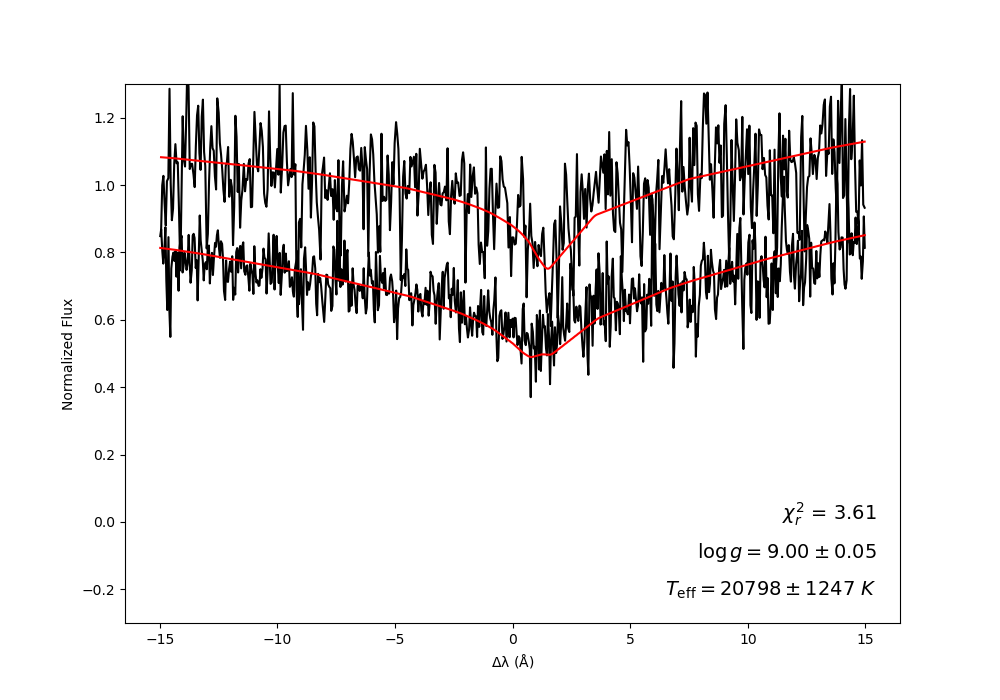 1.2
1.0
0.8
0.6
0.4
0.2
0.0
−0.2
Normalized Flux
χ²ᵣ = 3.61
log g = 9.00 ± 0.05
T_eff = 20798 ± 1247 K
−15 −10 −5 0 5 10 15
Δλ (Å)